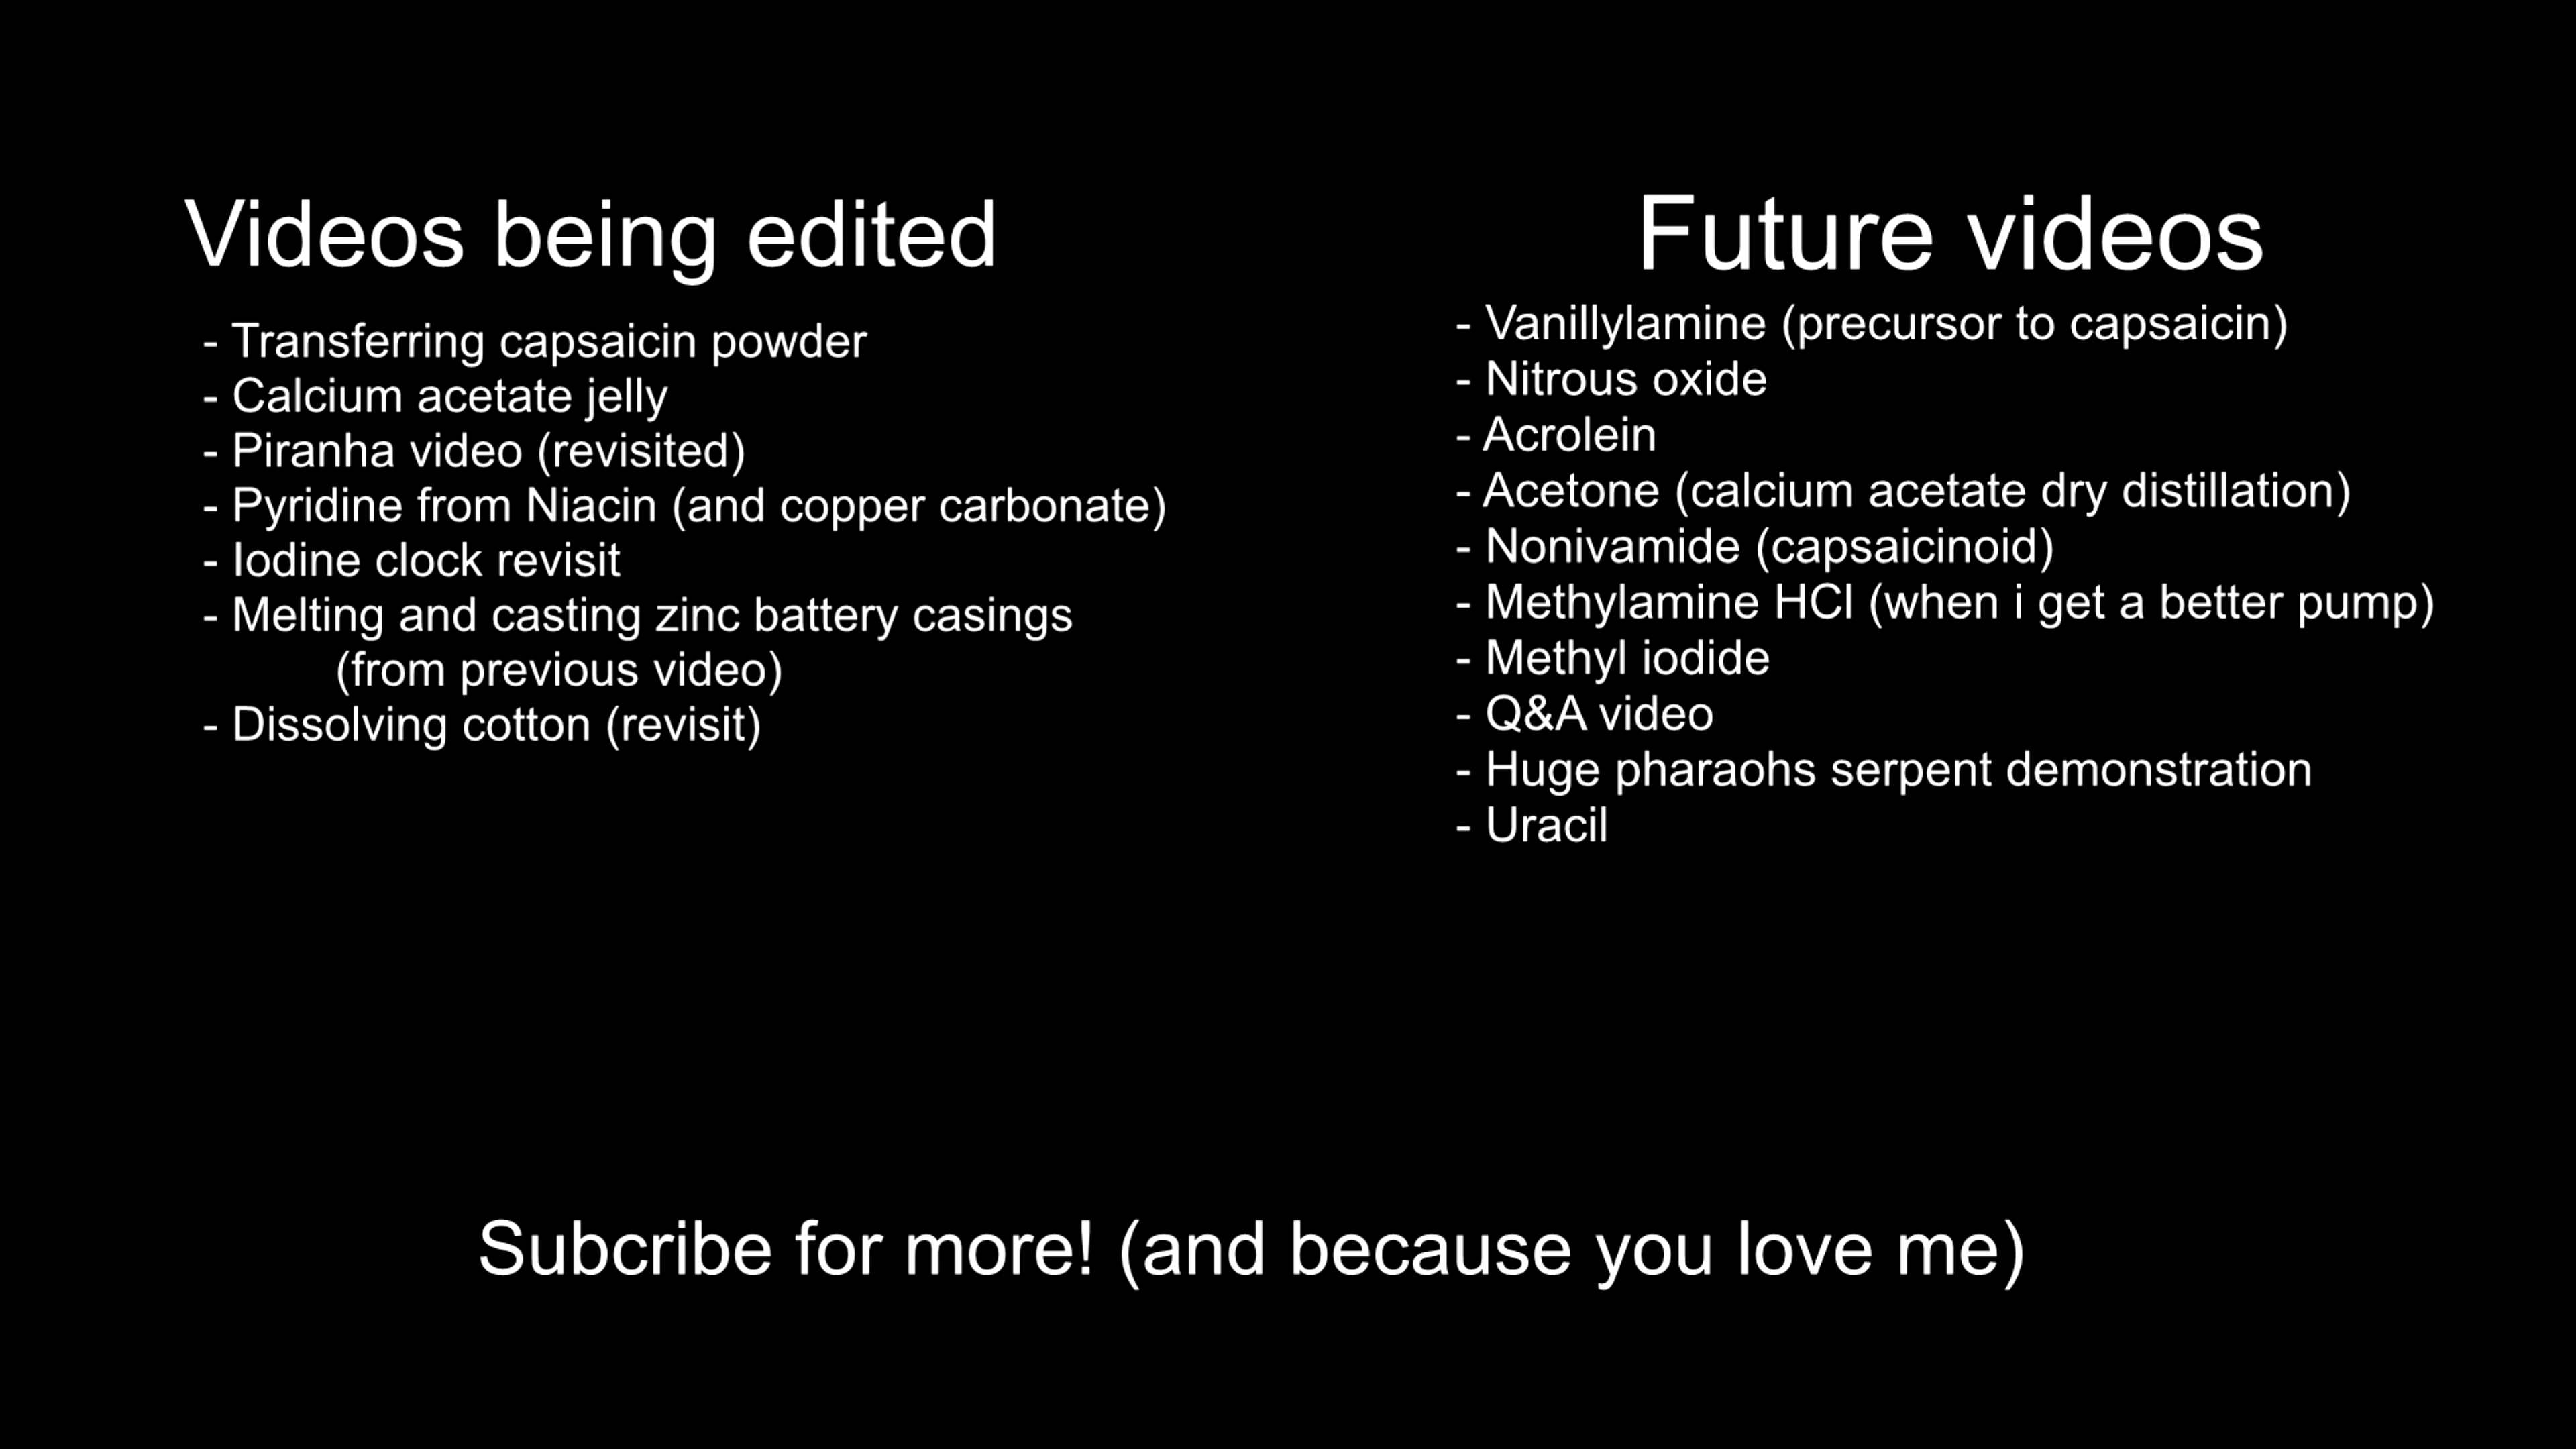 Videos being edited
- Transferring capsaicin powder
- Calcium acetate jelly
- Piranha video (revisited)
- Pyridine from Niacin (and copper carbonate)
- Iodine clock revisit
- Melting and casting zinc battery casings
(from previous video)
- Dissolving cotton (revisit)
Future videos
- Vanillylamine (precursor to capsaicin)
- Nitrous oxide
- Acrolein
- Acetone (calcium acetate dry distillation)
- Nonivamide (capsaicinoid)
- Methylamine HCl (when i get a better pump)
- Methyl iodide
- Q&A video
- Huge pharaohs serpent demonstration
- Uracil
Subcribe for more! (and because you love me)